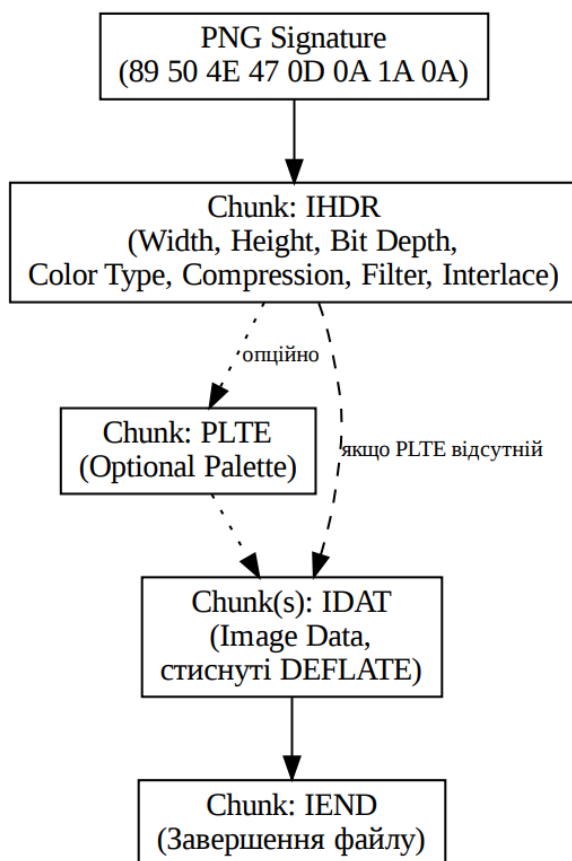 PNG Signature
(89 50 4E 47 0D 0A 1A 0A)
Chunk: IHDR
(Width, Height, Bit Depth,
Color Type, Compression, Filter, Interlace)
опційно
Chunk: PLTE
(Optional Palette)
якщо PLTE відсутній
Chunk(s): IDAT
(Image Data,
стиснуті DEFLATE)
Chunk: IEND
(Завершення файлу)